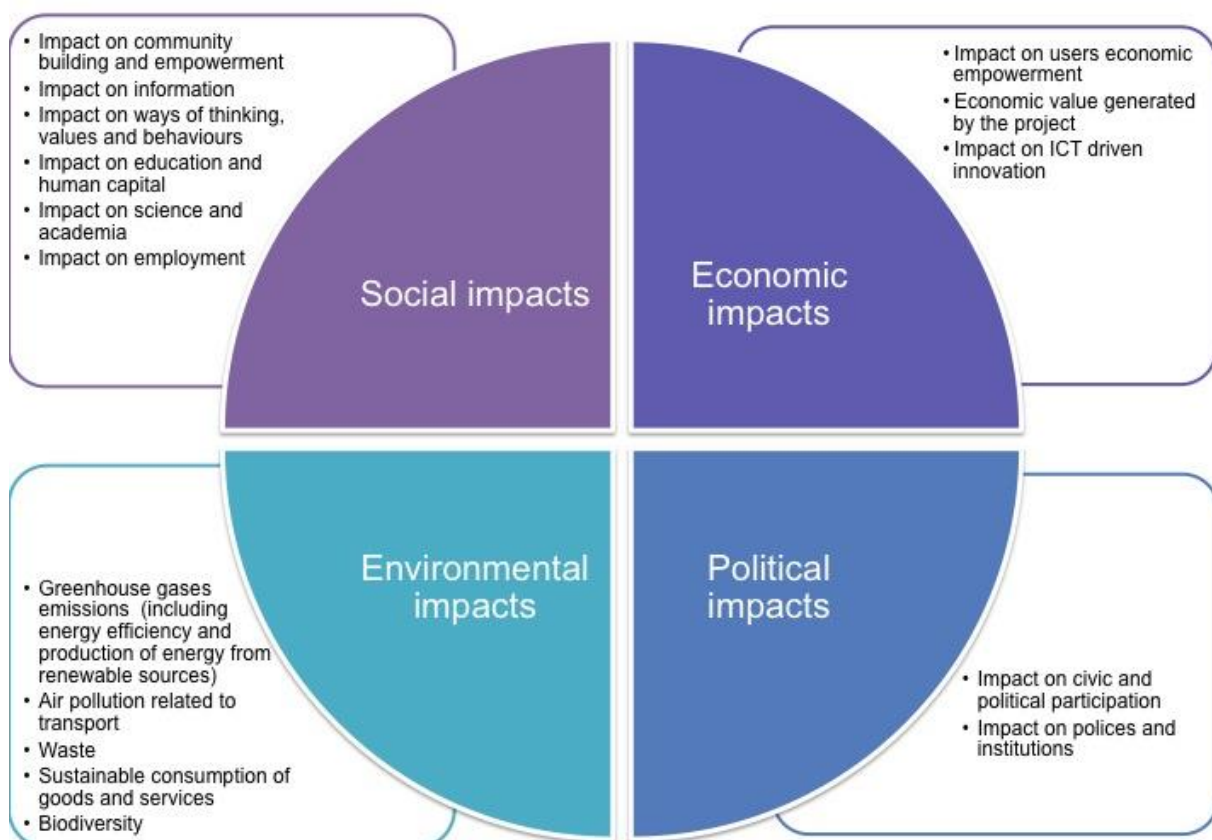 • Impact on community
building and empowerment
• Impact on information
• Impact on ways of thinking,
values and behaviours
• Impact on education and
human capital
• Impact on science and
academia
• Impact on employment
Social impacts
Economic
impacts
• Impact on users economic
empowerment
• Economic value generated
by the project
• Impact on ICT driven
innovation
• Greenhouse gases
emissions (including
energy efficiency and
production of energy from
renewable sources)
• Air pollution related to
transport
• Waste
• Sustainable consumption of
goods and services
• Biodiversity
Environmental
impacts
Political
impacts
• Impact on civic and
political participation
• Impact on polices and
institutions